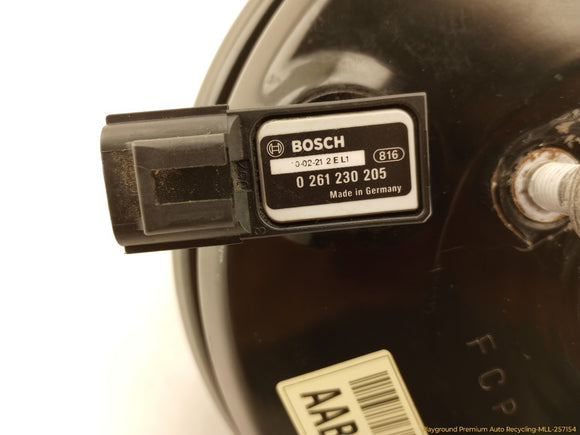 BOSCH
10-02-21 2 E L1
816
0 261 230 205
Made in Germany
FCP
AAB
Playground Premium Auto Recycling-MLL-257154